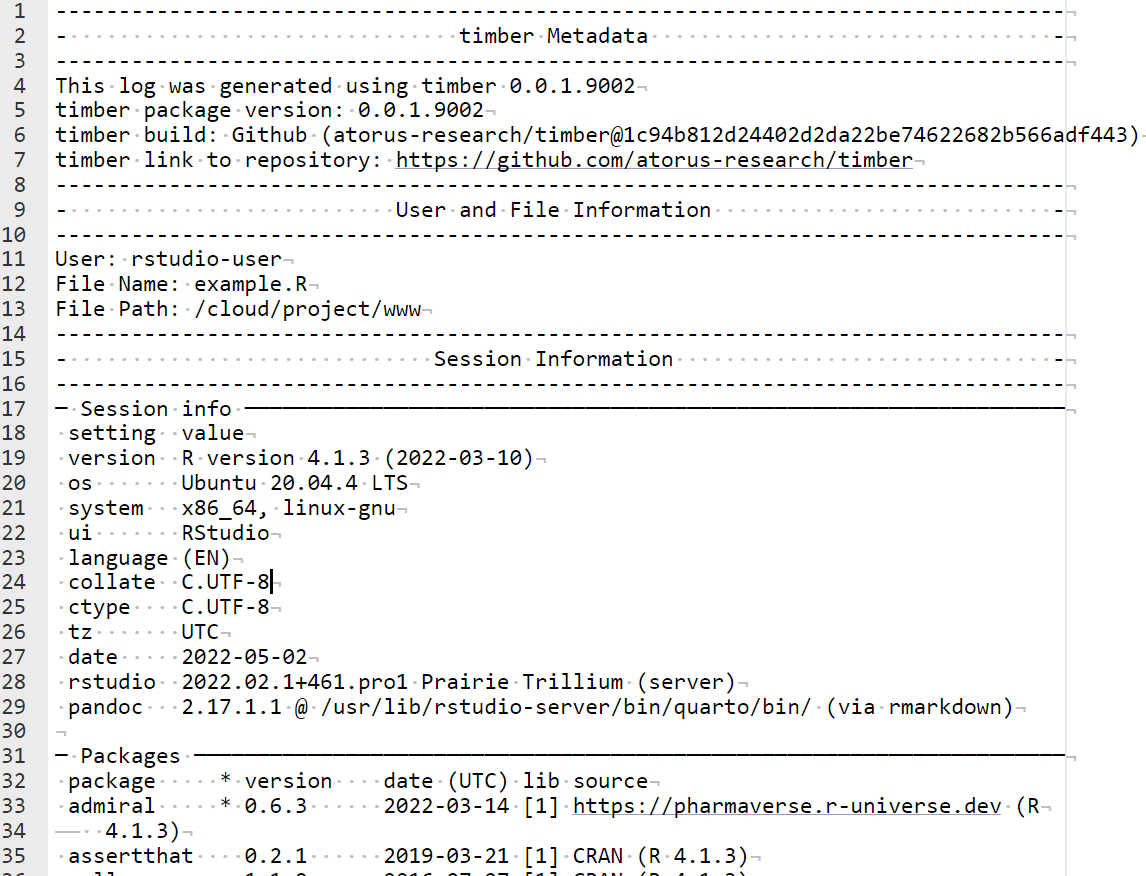 1 --------------------------------------------------------------------------------
2 -                               timber Metadata                                -
3 --------------------------------------------------------------------------------
4 This log was generated using timber 0.0.1.9002
5 timber package version: 0.0.1.9002
6 timber build: Github (atorus-research/timber@1c94b812d24402d2da22be74622682b566adf443)
7 timber link to repository: https://github.com/atorus-research/timber
8 --------------------------------------------------------------------------------
9 -                          User and File Information                           -
10 --------------------------------------------------------------------------------
11 User: rstudio-user
12 File Name: example.R
13 File Path: /cloud/project/www
14 --------------------------------------------------------------------------------
15 -                             Session Information                              -
16 --------------------------------------------------------------------------------
17 ─ Session info ─────────────────────────────────────────────────────────────────
18  setting  value
19  version  R version 4.1.3 (2022-03-10)
20  os       Ubuntu 20.04.4 LTS
21  system   x86_64, linux-gnu
22  ui       RStudio
23  language (EN)
24  collate  C.UTF-8
25  ctype    C.UTF-8
26  tz       UTC
27  date     2022-05-02
28  rstudio  2022.02.1+461.pro1 Prairie Trillium (server)
29  pandoc   2.17.1.1 @ /usr/lib/rstudio-server/bin/quarto/bin/ (via rmarkdown)
30
31 ─ Packages ─────────────────────────────────────────────────────────────────────
32  package     * version    date (UTC) lib source
33  admiral     * 0.6.3      2022-03-14 [1] https://pharmaverse.r-universe.dev (R
34 ──  4.1.3)
35  assertthat    0.2.1      2019-03-21 [1] CRAN (R 4.1.3)